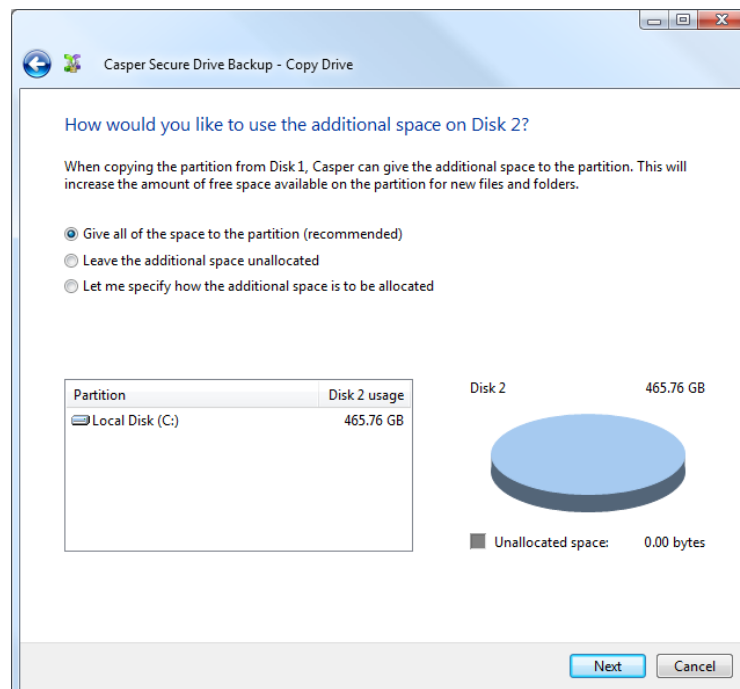 Casper Secure Drive Backup - Copy Drive
How would you like to use the additional space on Disk 2?
When copying the partition from Disk 1, Casper can give the additional space to the partition. This will
increase the amount of free space available on the partition for new files and folders.
Give all of the space to the partition (recommended)
Leave the additional space unallocated
Let me specify how the additional space is to be allocated
Partition Disk 2 usage
Local Disk (C:) 465.76 GB
Disk 2 465.76 GB
Unallocated space: 0.00 bytes
Next Cancel